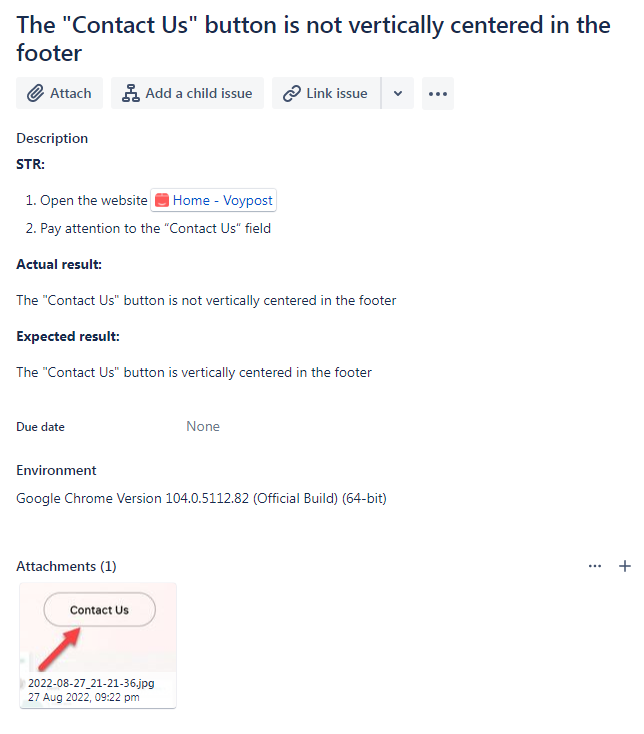 The "Contact Us" button is not vertically centered in the
footer
Attach
Add a child issue
Link issue
Description
STR:
1. Open the website Home - Voypost
2. Pay attention to the “Contact Us” field
Actual result:
The "Contact Us" button is not vertically centered in the footer
Expected result:
The "Contact Us" button is vertically centered in the footer
Due date None
Environment
Google Chrome Version 104.0.5112.82 (Official Build) (64-bit)
Attachments (1)
Contact Us
2022-08-27_21-21-36.jpg
27 Aug 2022, 09:22 pm